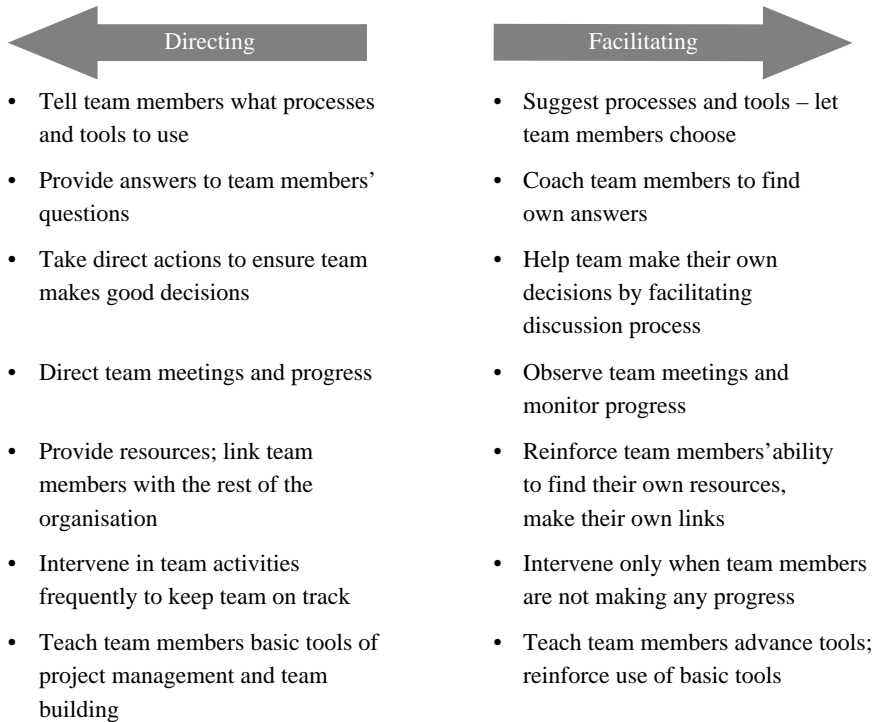 Directing
• Tell team members what processes
and tools to use
• Provide answers to team members’
questions
• Take direct actions to ensure team
makes good decisions
• Direct team meetings and progress
• Provide resources; link team
members with the rest of the
organisation
• Intervene in team activities
frequently to keep team on track
• Teach team members basic tools of
project management and team
building
Facilitating
• Suggest processes and tools – let
team members choose
• Coach team members to find
own answers
• Help team make their own
decisions by facilitating
discussion process
• Observe team meetings and
monitor progress
• Reinforce team members’ability
to find their own resources,
make their own links
• Intervene only when team members
are not making any progress
• Teach team members advance tools;
reinforce use of basic tools